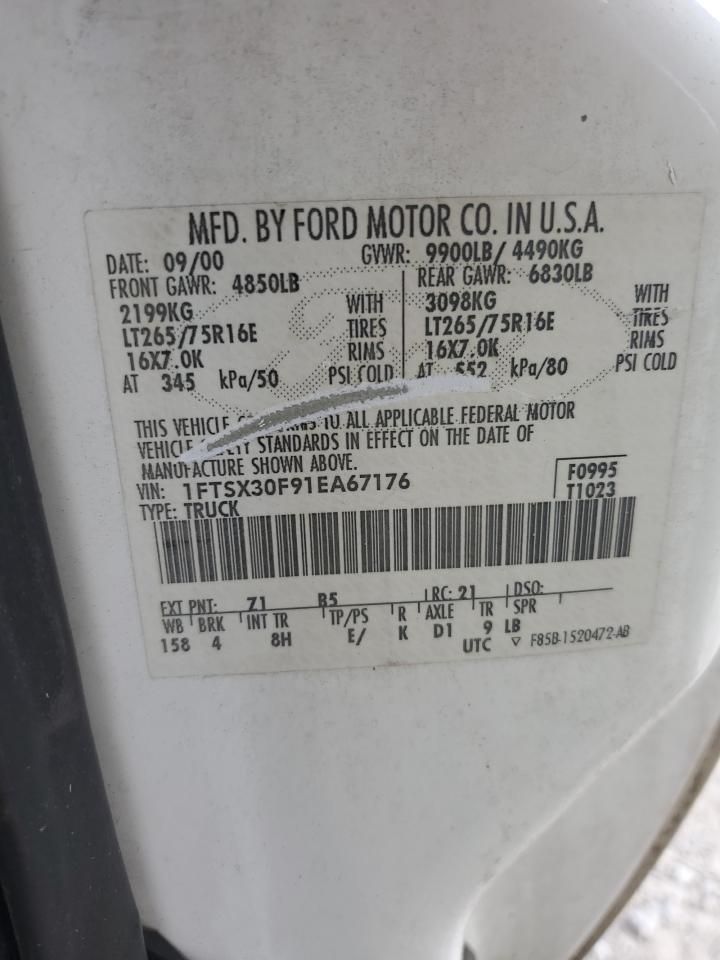 MFD. BY FORD MOTOR CO. IN U.S.A.
DATE: 09/00 GVWR: 9900LB/ 4490KG
FRONT GAWR: 4850LB REAR GAWR: 6830LB
2199KG WITH 3098KG WITH
LT265/75R16E TIRES LT265/75R16E TIRES
16X7.0K RIMS 16X7.0K RIMS
AT 345 kPa/50 PSI COLD AT 552 kPa/80 PSI COLD
THIS VEHICLE TO ALL APPLICABLE FEDERAL MOTOR
VEHICLE STANDARDS IN EFFECT ON THE DATE OF
MANUFACTURE SHOWN ABOVE.
VIN: 1FTSX30F91EA67176 F0995
TYPE: TRUCK T1023
EXT PNT: Z1 B5 RC: 21 DSO:
WB BRK INT TR TP/PS R AXLE TR SPR
158 4 8H E/ K D1 9 LB
UTC ▽ F85B-1520472-AB